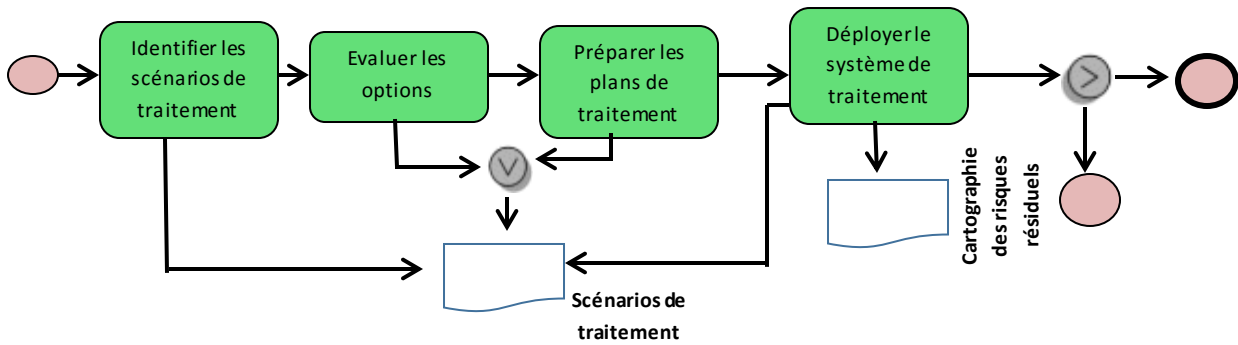 Identifier les
scénarios de
traitement
Evaluer les
options
Préparer les
plans de
traitement
Déployer le
système de
traitement
Cartographie
des risques
résiduels
Scénarios de
traitement